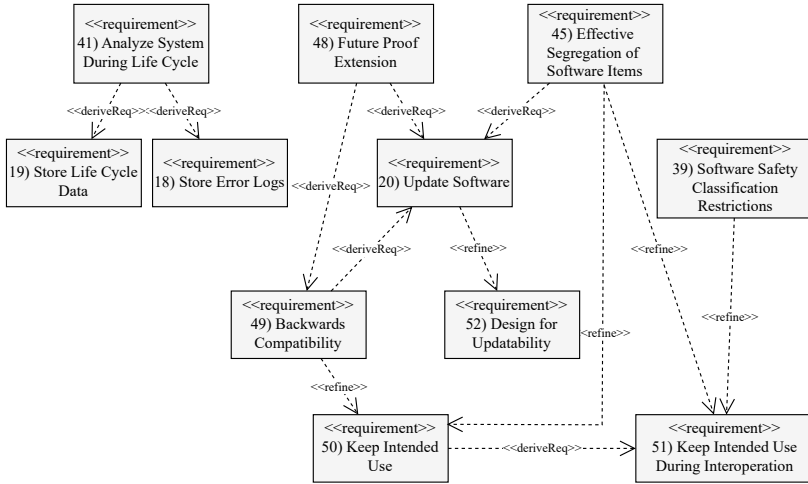 <<requirement>>
41) Analyze System
During Life Cycle
<<requirement>>
48) Future Proof
Extension
<<requirement>>
45) Effective
Segregation of
Software Items
<<deriveReq>>
<<deriveReq>>
<<deriveReq>>
<<deriveReq>>
<<requirement>>
19) Store Life Cycle
Data
<<requirement>>
18) Store Error Logs
<<requirement>>
20) Update Software
<<requirement>>
39) Software Safety
Classification
Restrictions
<<deriveReq>>
<<deriveReq>>
<<refine>>
<<refine>>
<<requirement>>
49) Backwards
Compatibility
<<requirement>>
52) Design for
Updatability
<<refine>>
<<refine>>
<<refine>>
<<requirement>>
50) Keep Intended
Use
<<deriveReq>>
<<requirement>>
51) Keep Intended Use
During Interoperation